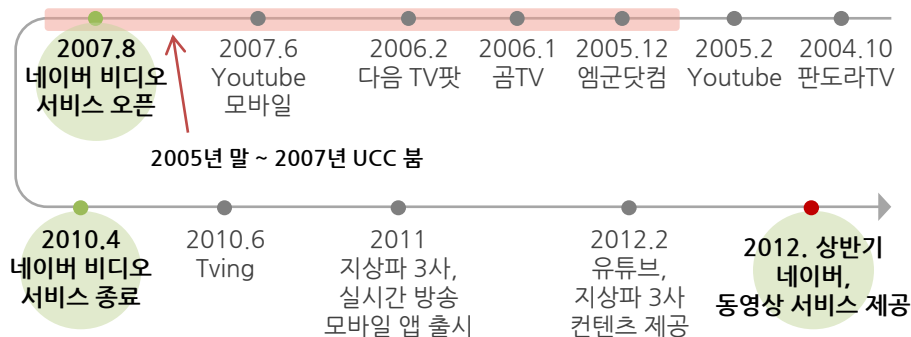 2007.8
네이버 비디오
서비스 오픈
2007.6
Youtube
모바일
2006.2
다음 TV팟
2006.1
곰TV
2005.12
엠군닷컴
2005.2
Youtube
2004.10
판도라TV
2005년 말 ~ 2007년 UCC 붐
2010.4
네이버 비디오
서비스 종료
2010.6
Tving
2011
지상파 3사,
실시간 방송
모바일 앱 출시
2012.2
유튜브,
지상파 3사
컨텐츠 제공
2012. 상반기
네이버,
동영상 서비스 제공